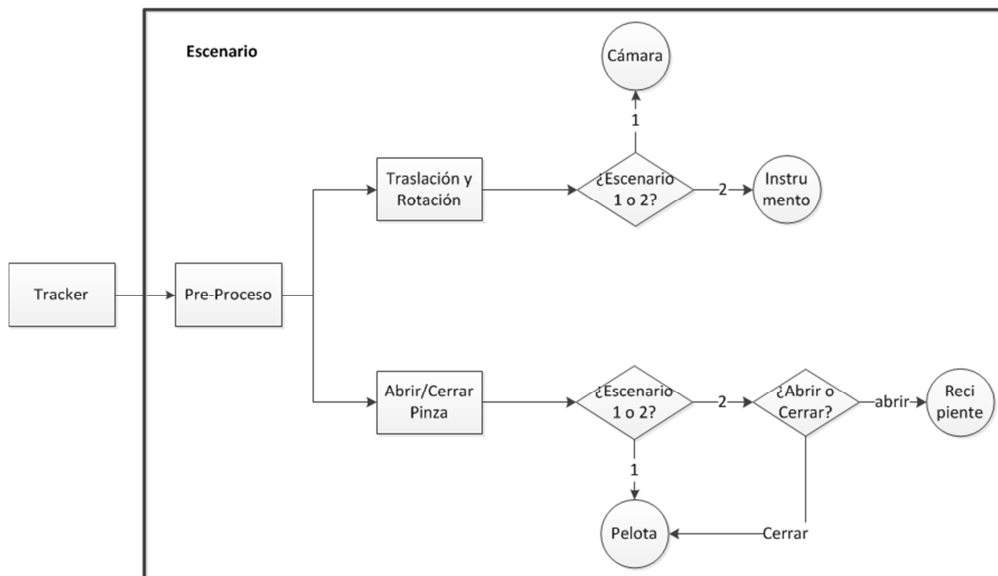 Escenario
Cámara
1
Traslación y
Rotación
¿Escenario
1 o 2?
2
Instru
mento
Tracker
Pre-Proceso
Abrir/Cerrar
Pinza
¿Escenario
1 o 2?
2
¿Abrir o
Cerrar?
abrir
Reci
piente
1
Pelota
Cerrar